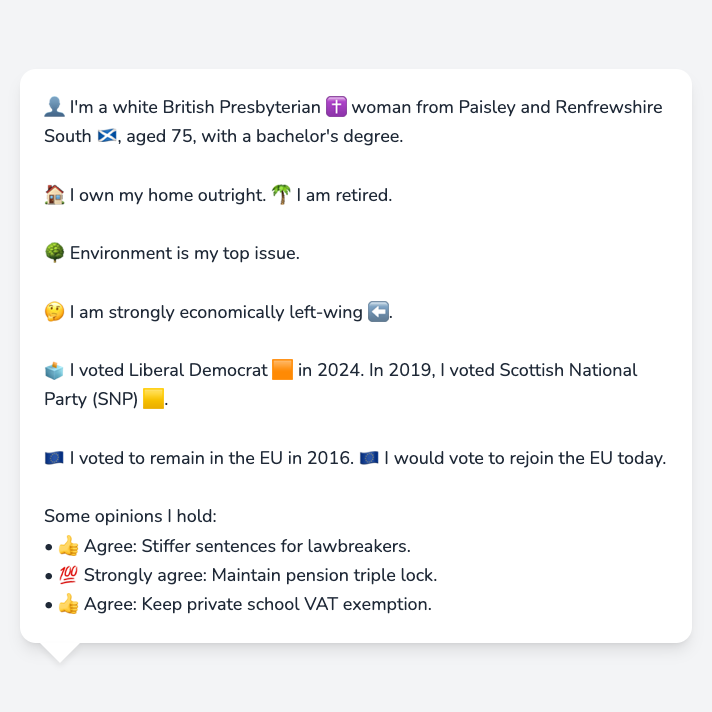 👤 I'm a white British Presbyterian ✝️ woman from Paisley and Renfrewshire
South 🏴󠁧󠁢󠁳󠁣󠁴󠁿, aged 75, with a bachelor's degree.
🏠 I own my home outright. 🌴 I am retired.
🌳 Environment is my top issue.
🤔 I am strongly economically left-wing ⬅️.
🗳️ I voted Liberal Democrat 🟧 in 2024. In 2019, I voted Scottish National
Party (SNP) 🟨.
🇪🇺 I voted to remain in the EU in 2016. 🇪🇺 I would vote to rejoin the EU today.
Some opinions I hold:
• 👍 Agree: Stiffer sentences for lawbreakers.
• 💯 Strongly agree: Maintain pension triple lock.
• 👍 Agree: Keep private school VAT exemption.